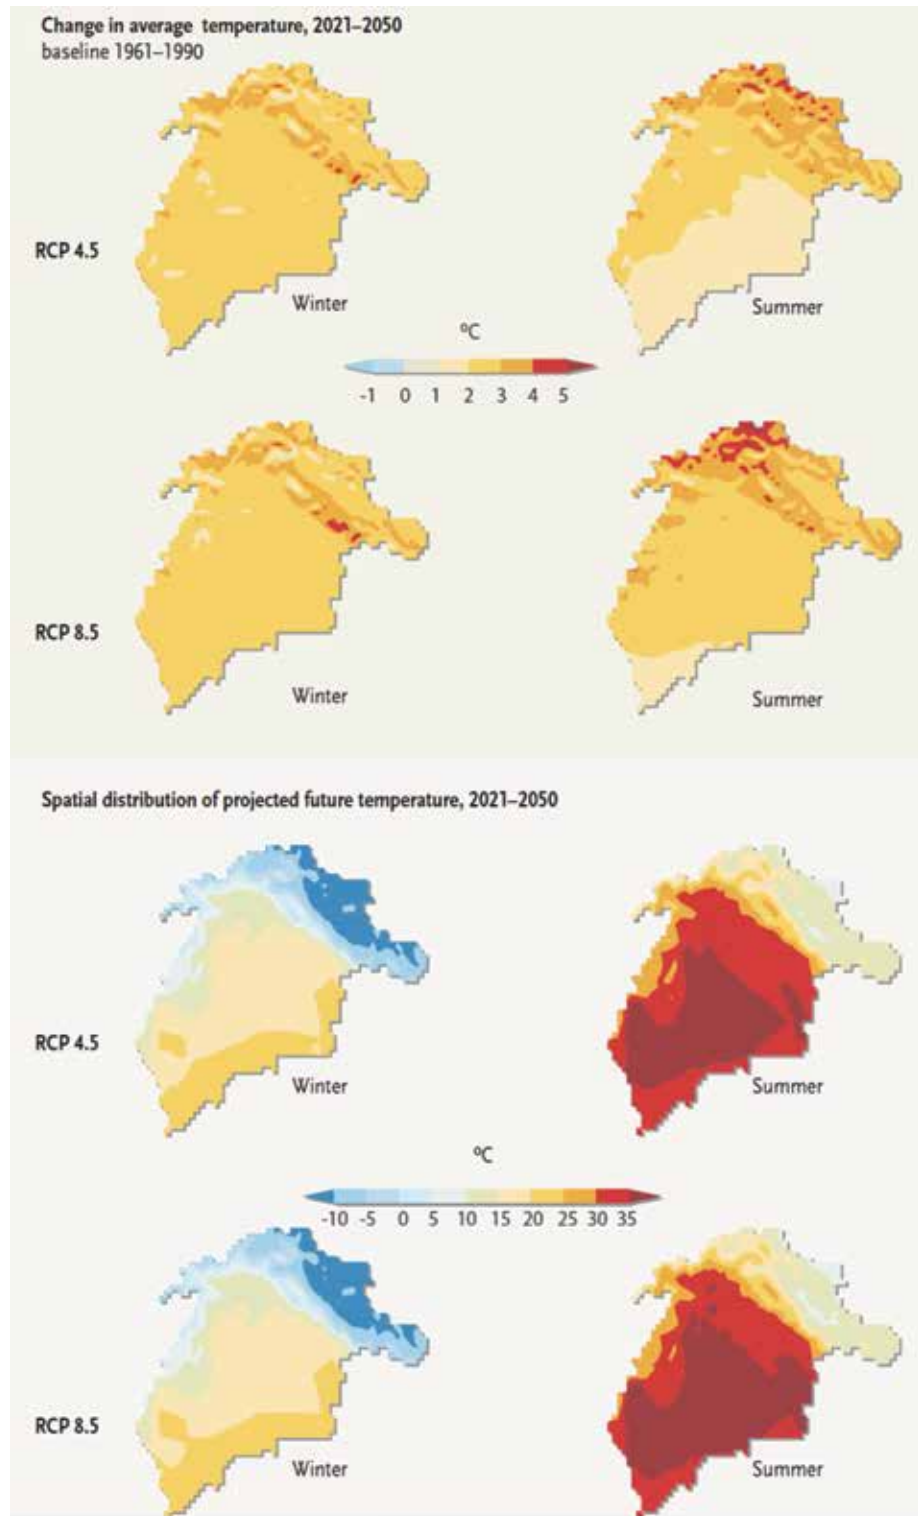 Change in average temperature, 2021–2050
baseline 1961–1990
RCP 4.5
Winter
Summer
ºC
-1 0 1 2 3 4 5
RCP 8.5
Winter
Summer
Spatial distribution of projected future temperature, 2021–2050
RCP 4.5
Winter
Summer
ºC
-10 -5 0 5 10 15 20 25 30 35
RCP 8.5
Winter
Summer